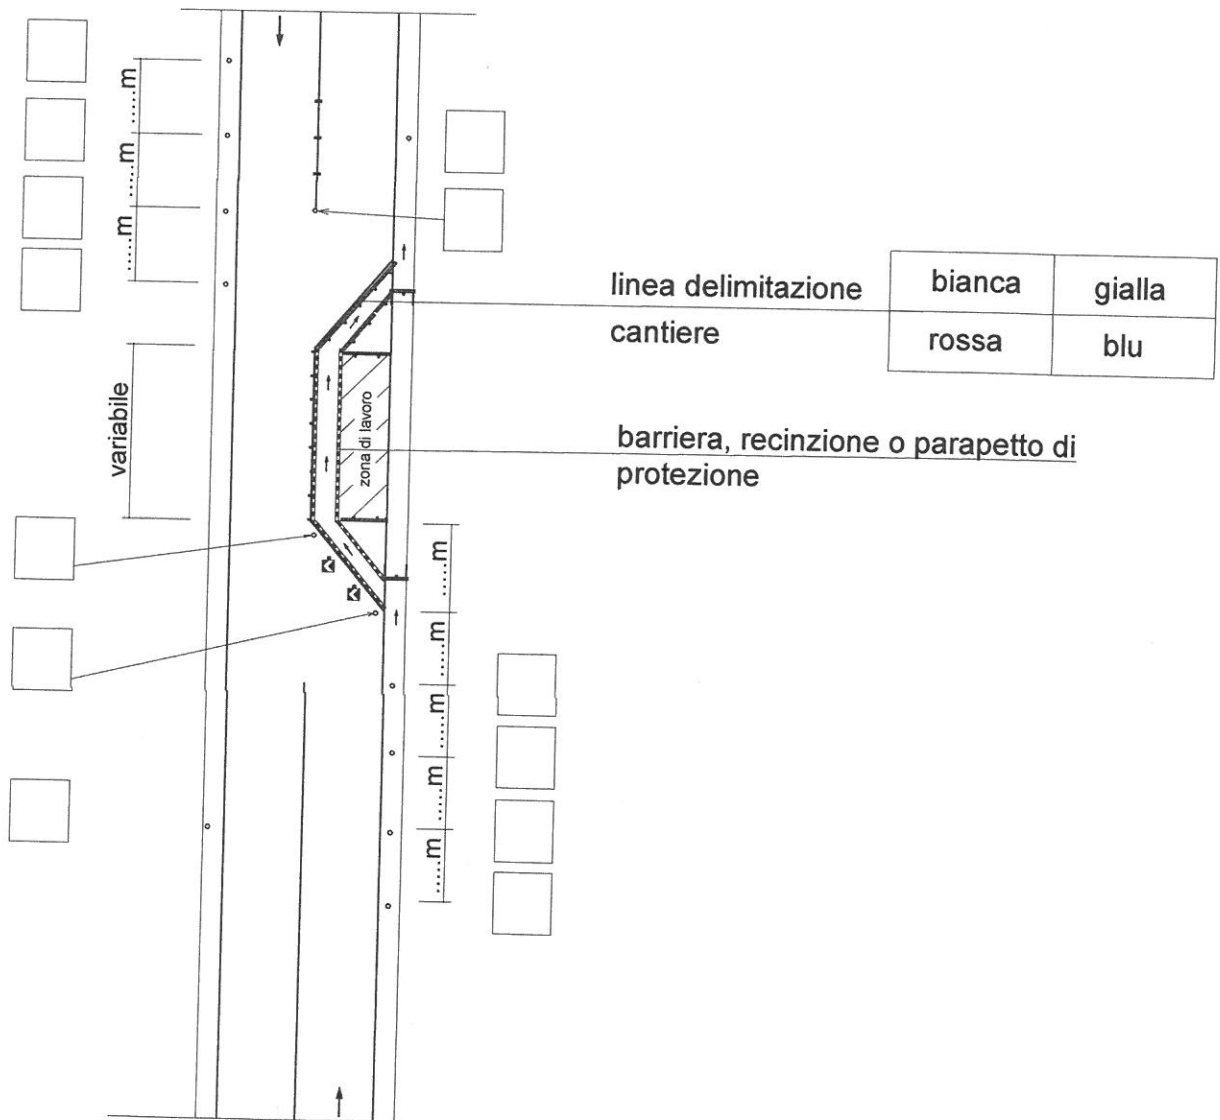 .....m
.....m
.....m
linea delimitazione
cantiere
bianca
gialla
rossa
blu
variabile
zona di lavoro
barriera, recinzione o parapetto di
protezione
.....m
.....m
.....m
.....m
.....m